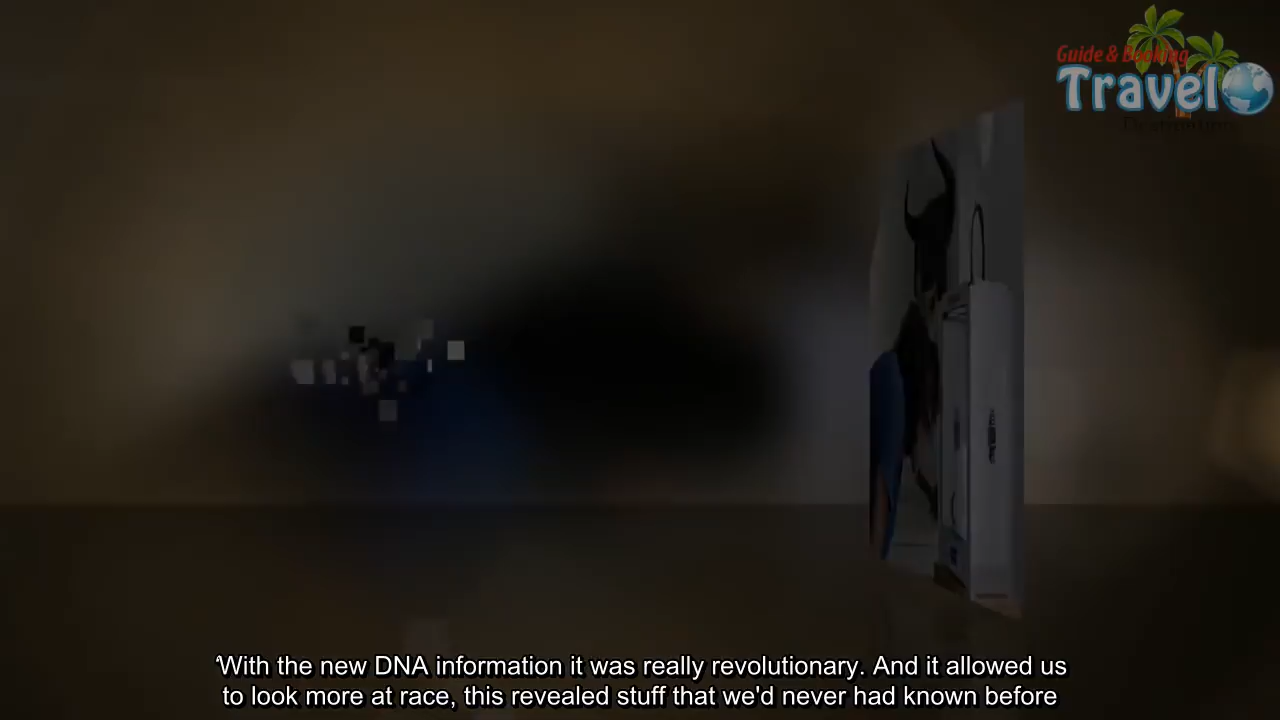 Guide & Booking
Travel
Destination
‘With the new DNA information it was really revolutionary. And it allowed us
to look more at race, this revealed stuff that we'd never had known before